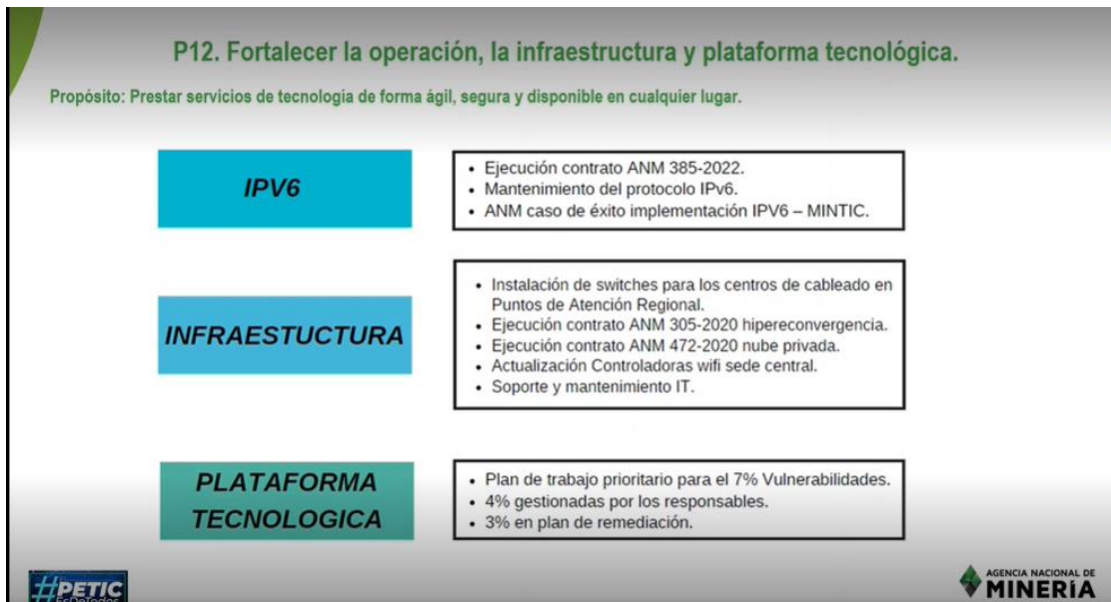 P12. Fortalecer la operación, la infraestructura y plataforma tecnológica.
Propósito: Prestar servicios de tecnología de forma ágil, segura y disponible en cualquier lugar.
IPV6
• Ejecución contrato ANM 385-2022.
• Mantenimiento del protocolo IPv6.
• ANM caso de éxito implementación IPV6 – MINTIC.
INFRAESTUCTURA
• Instalación de switches para los centros de cableado en
Puntos de Atención Regional.
• Ejecución contrato ANM 305-2020 hipereconvergencia.
• Ejecución contrato ANM 472-2020 nube privada.
• Actualización Controladoras wifi sede central.
• Soporte y mantenimiento IT.
PLATAFORMA
TECNOLOGICA
• Plan de trabajo prioritario para el 7% Vulnerabilidades.
• 4% gestionadas por los responsables.
• 3% en plan de remediación.
#PETIC
EsDeTodos
AGENCIA NACIONAL DE
MINERÍA